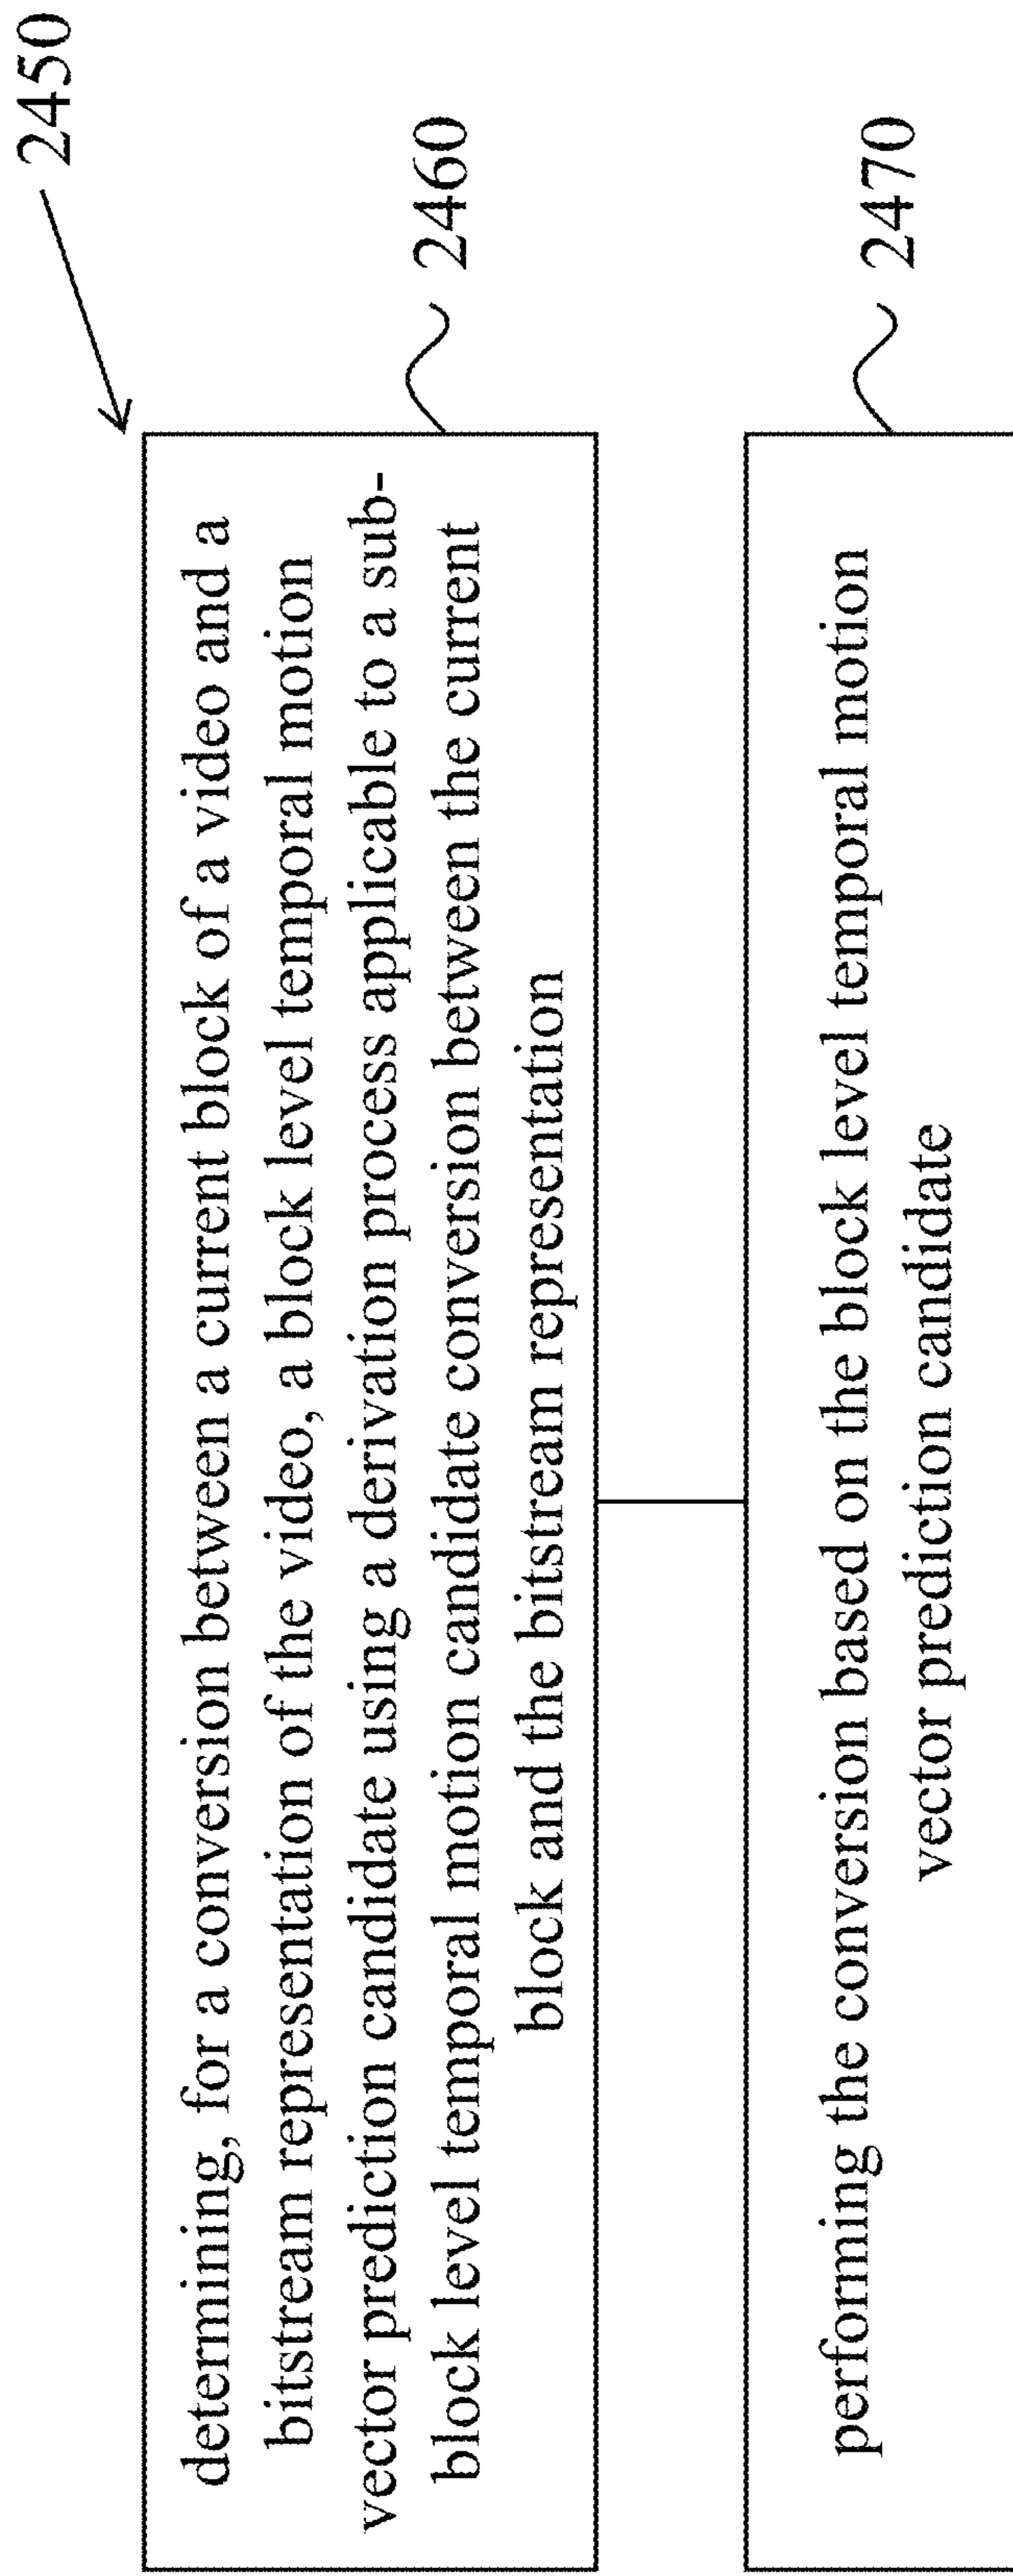 2450
determining, for a conversion between a current block of a video and a
bitstream representation of the video, a block level temporal motion
vector prediction candidate using a derivation process applicable to a sub-
block level temporal motion candidate conversion between the current
block and the bitstream representation
2460
performing the conversion based on the block level temporal motion
vector prediction candidate
2470